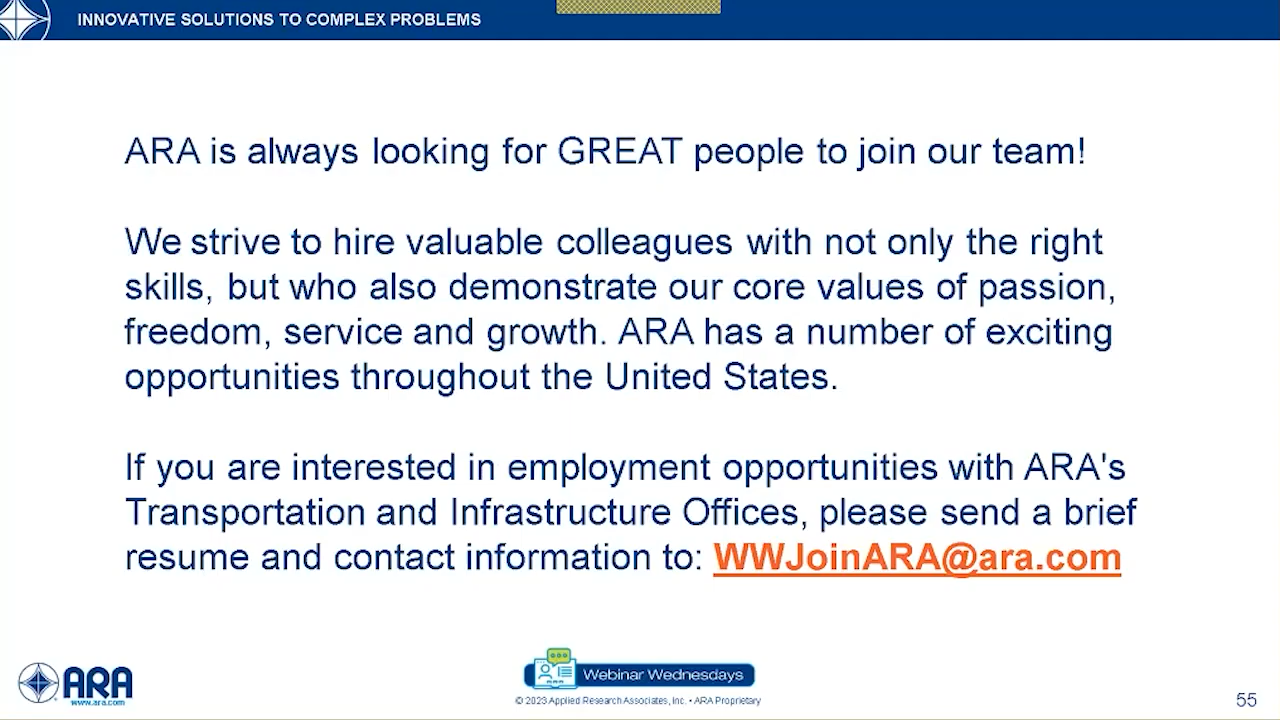 INNOVATIVE SOLUTIONS TO COMPLEX PROBLEMS
ARA is always looking for GREAT people to join our team!
We strive to hire valuable colleagues with not only the right
skills, but who also demonstrate our core values of passion,
freedom, service and growth. ARA has a number of exciting
opportunities throughout the United States.
If you are interested in employment opportunities with ARA's
Transportation and Infrastructure Offices, please send a brief
resume and contact information to: WWJoinARA@ara.com
ARA
www.ara.com
ARA
Webinar Wednesdays
© 2023 Applied Research Associates, Inc. • ARA Proprietary
55